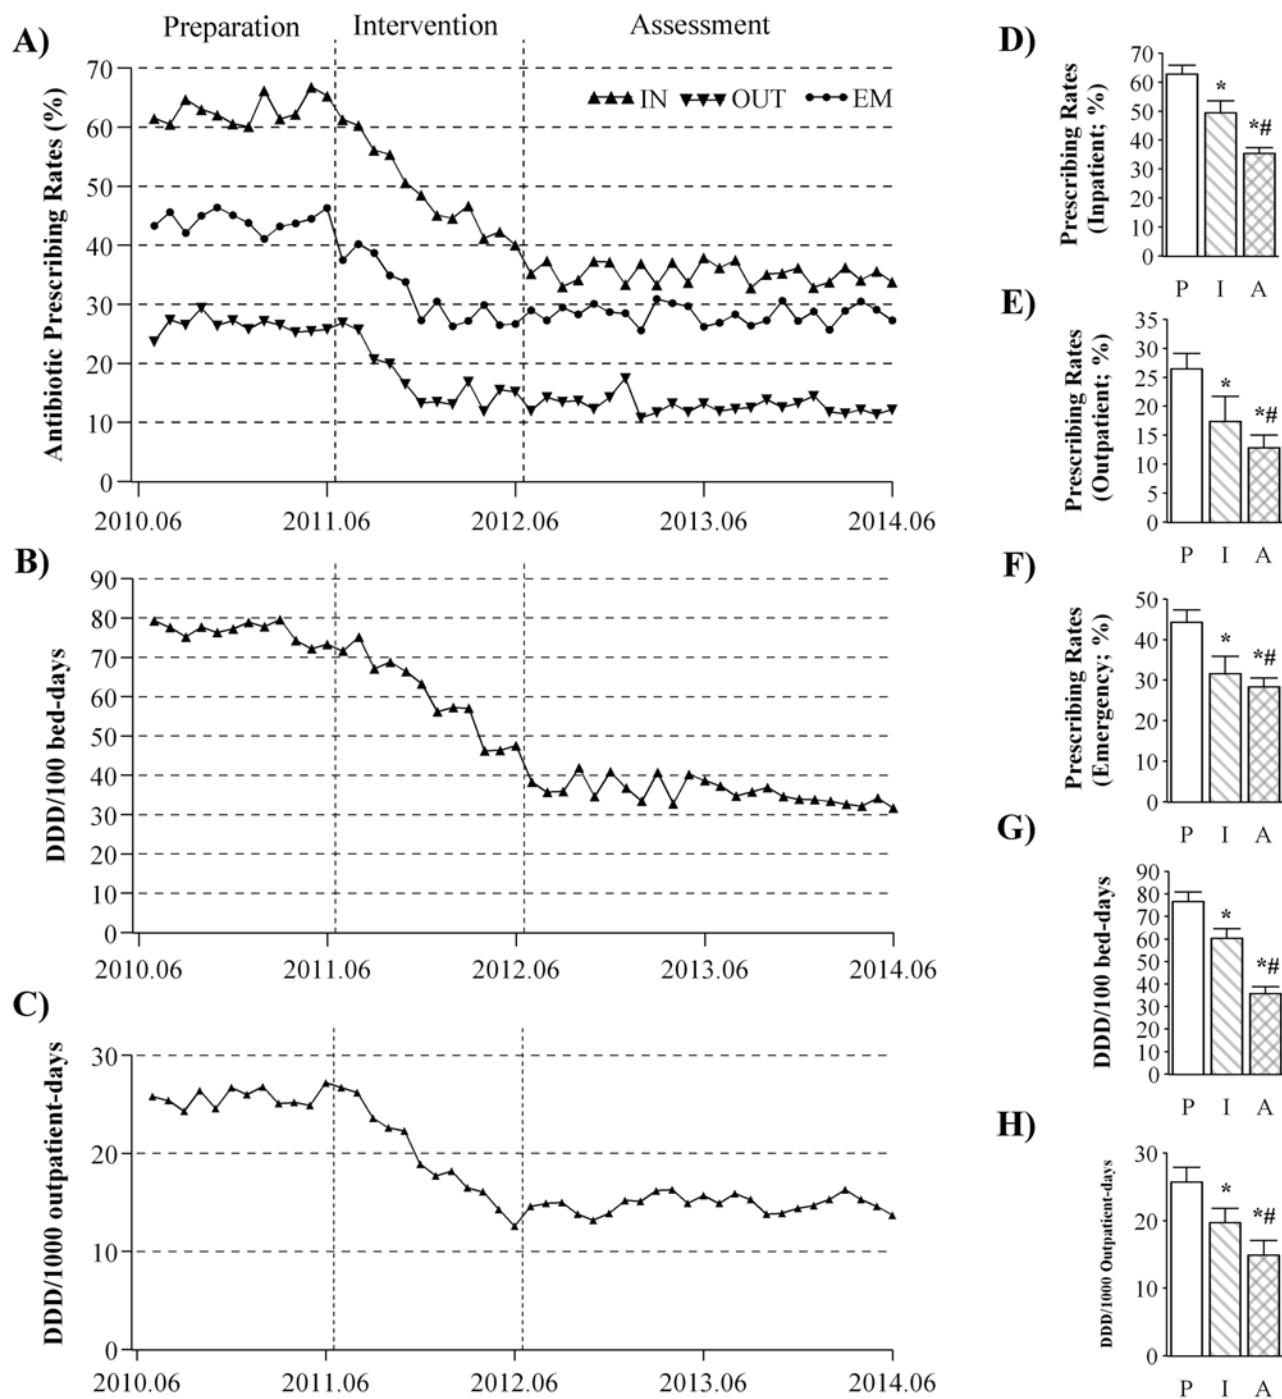 A)
Preparation Intervention Assessment
Antibiotic Prescribing Rates (%)
70
60
50
40
30
20
10
0
IN OUT EM
2010.06 2011.06 2012.06 2013.06 2014.06
B)
DDD/100 bed-days
90
80
70
60
50
40
30
20
10
0
2010.06 2011.06 2012.06 2013.06 2014.06
C)
DDD/1000 outpatient-days
30
20
10
0
2010.06 2011.06 2012.06 2013.06 2014.06
D)
Prescribing Rates
(Inpatient; %)
70
60
50
40
30
20
10
0
* *#
P I A
E)
Prescribing Rates
(Outpatient; %)
35
30
25
20
15
10
5
0
* *#
P I A
F)
Prescribing Rates
(Emergency; %)
50
40
30
20
10
0
* *#
P I A
G)
DDD/100 bed-days
90
80
70
60
50
40
30
20
10
0
* *#
P I A
H)
DDD/1000 Outpatient-days
30
20
10
0
* *#
P I A